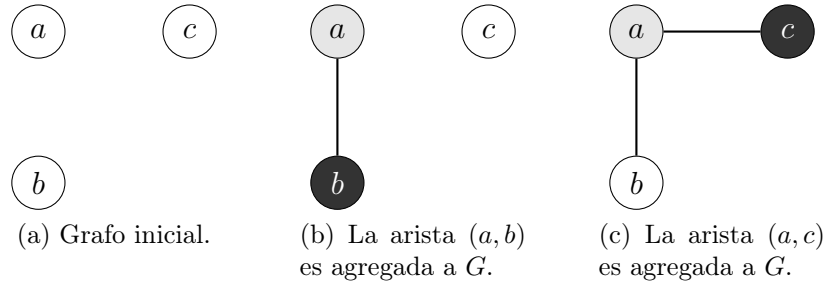 a c
b
(a) Grafo inicial.
a c
b
(b) La arista (a, b)
es agregada a G.
a c
b
(c) La arista (a, c)
es agregada a G.